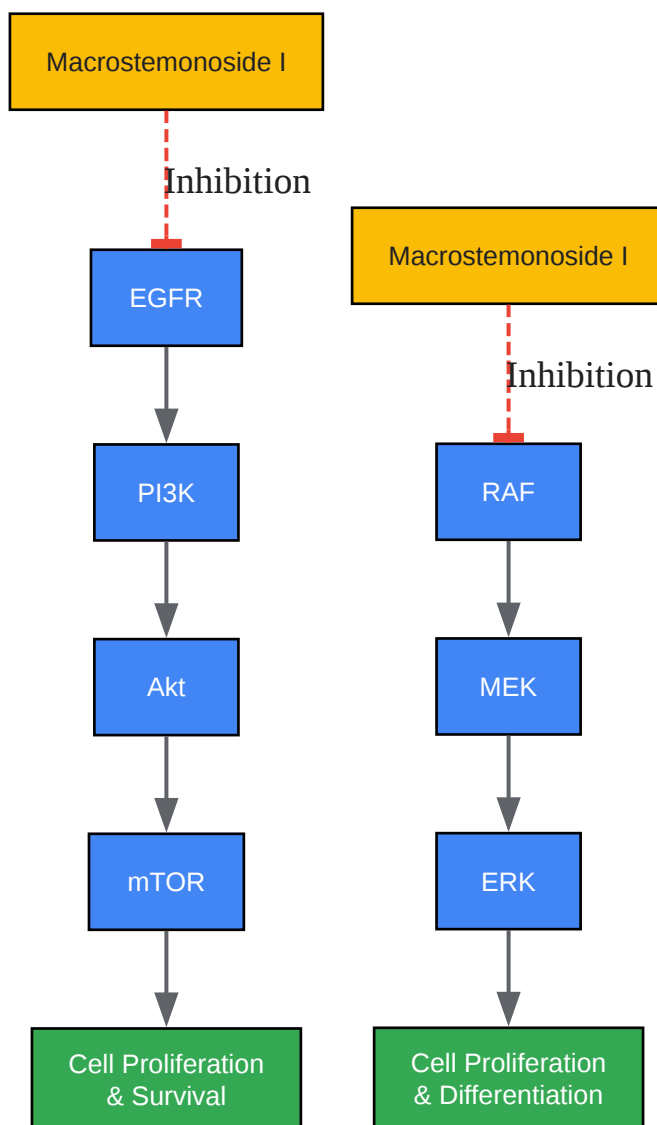 Macrostemonoside I
Inhibition
EGFR
PI3K
Akt
mTOR
Cell Proliferation
& Survival
Macrostemonoside I
Inhibition
RAF
MEK
ERK
Cell Proliferation
& Differentiation